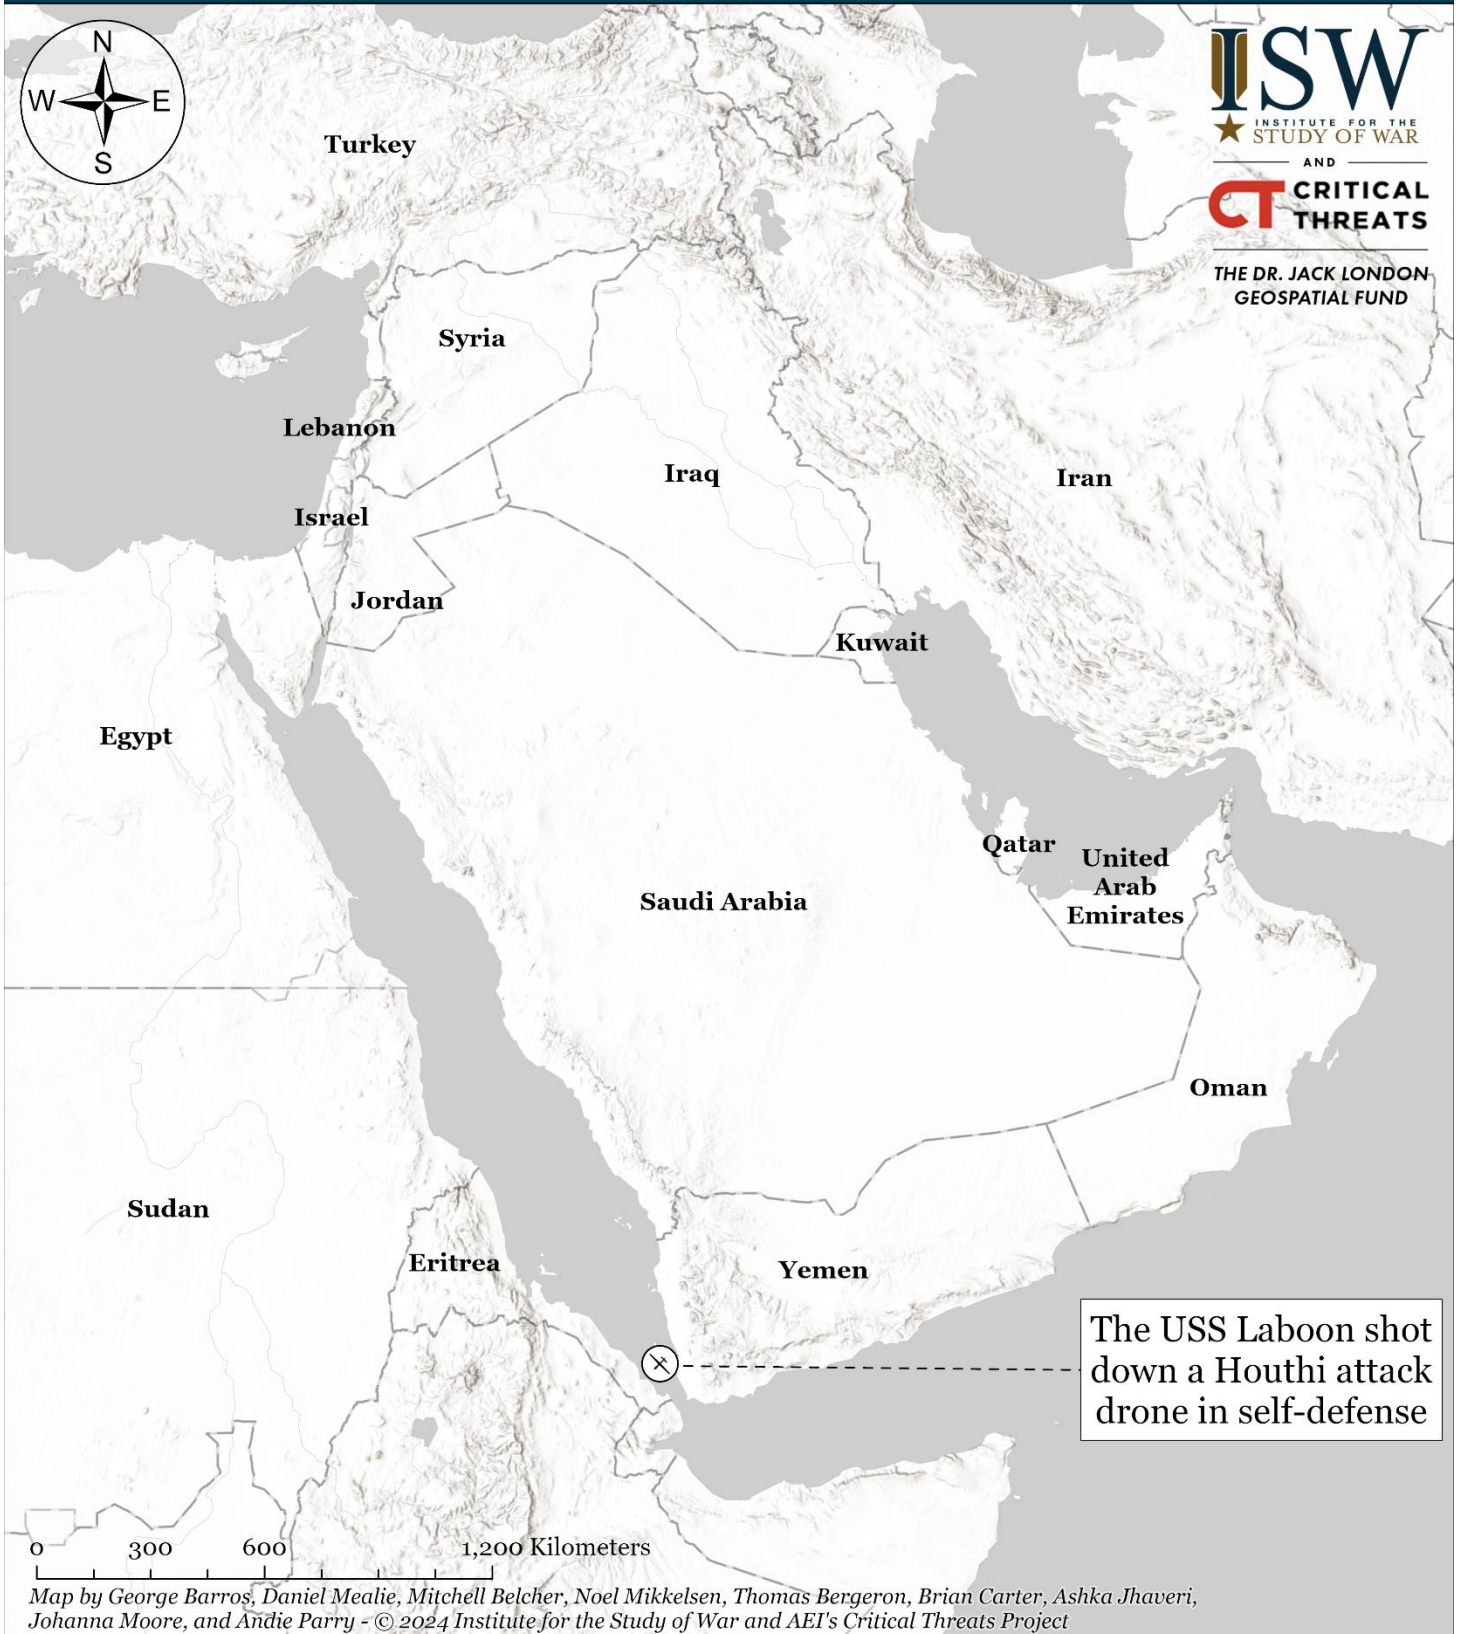 N
W
E
S
ISW
INSTITUTE FOR THE
STUDY OF WAR
AND
CT CRITICAL
THREATS
THE DR. JACK LONDON
GEOSPATIAL FUND
Turkey
Syria
Lebanon
Iraq
Iran
Israel
Jordan
Kuwait
Egypt
Qatar
United
Arab
Emirates
Saudi Arabia
Oman
Sudan
Eritrea
Yemen
The USS Laboon shot
down a Houthi attack
drone in self-defense
0 300 600 1,200 Kilometers
Map by George Barros, Daniel Mealie, Mitchell Belcher, Noel Mikkelsen, Thomas Bergeron, Brian Carter, Ashka Jhaveri,
Johanna Moore, and Andie Parry - © 2024 Institute for the Study of War and AEI's Critical Threats Project